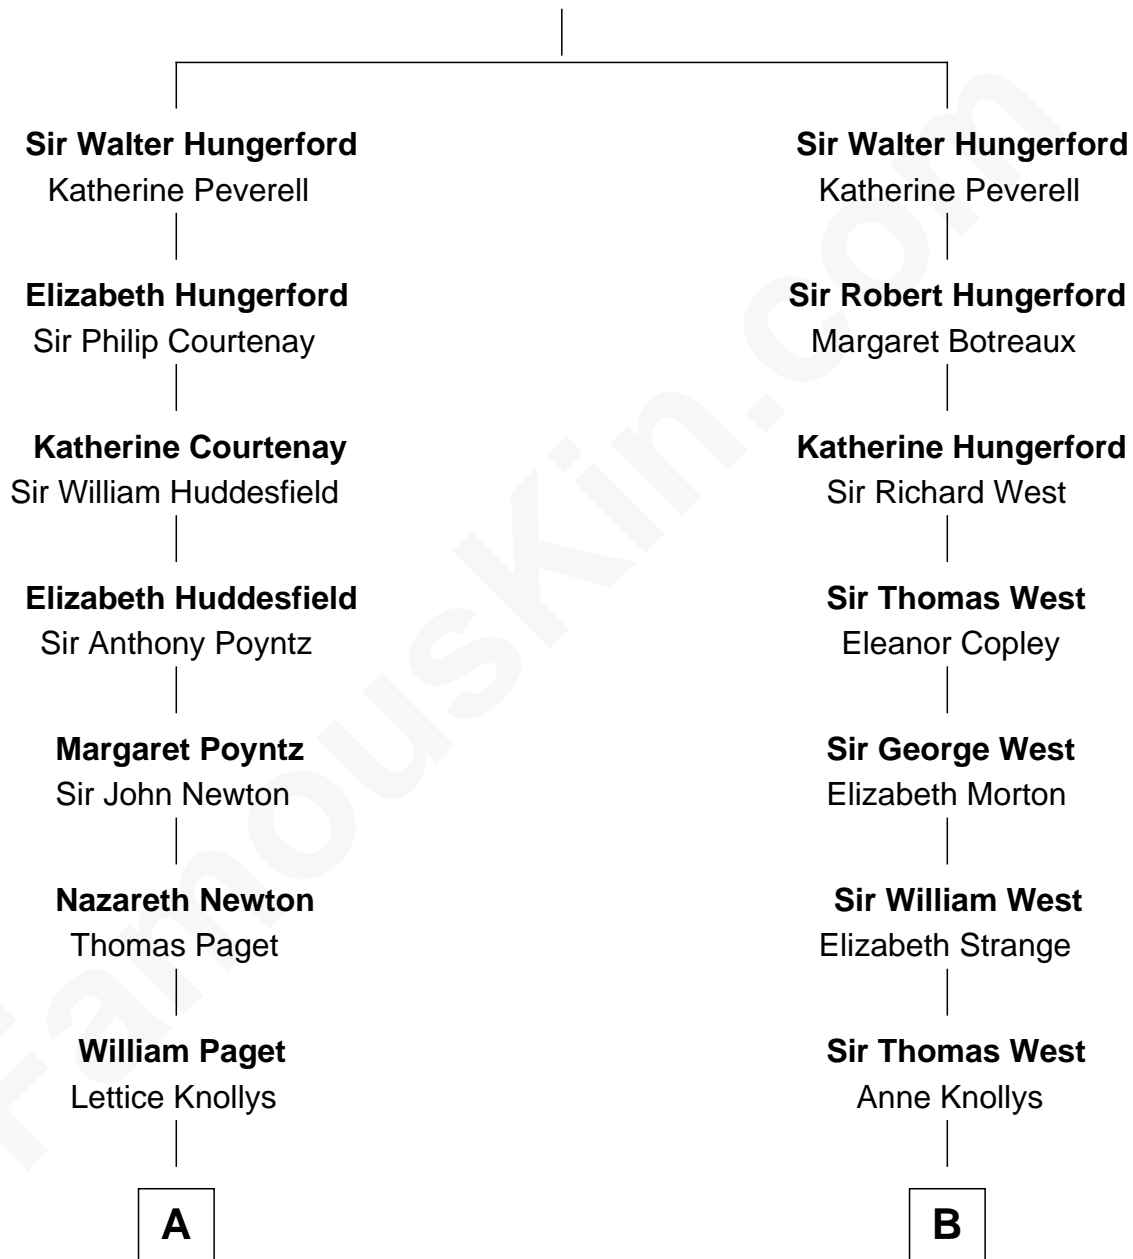 Sir Walter Hungerford
Katherine Peverell
Elizabeth Hungerford
Sir Philip Courtenay
Katherine Courtenay
Sir William Huddesfield
Elizabeth Huddesfield
Sir Anthony Poyntz
Margaret Poyntz
Sir John Newton
Nazareth Newton
Thomas Paget
William Paget
Lettice Knollys
A
Sir Walter Hungerford
Katherine Peverell
Sir Robert Hungerford
Margaret Botreaux
Katherine Hungerford
Sir Richard West
Sir Thomas West
Eleanor Copley
Sir George West
Elizabeth Morton
Sir William West
Elizabeth Strange
Sir Thomas West
Anne Knollys
B
FamousKin.com